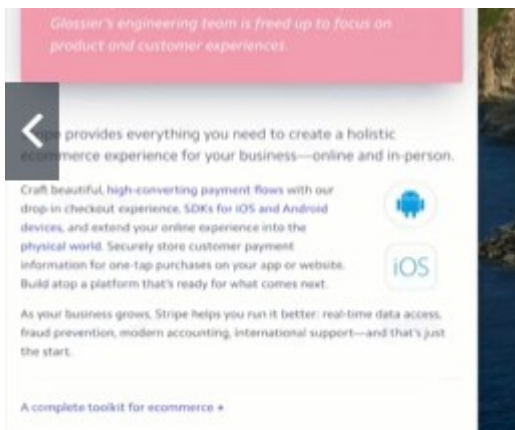 Glossier's engineering team is freed up to focus on
product and customer experiences.
provides everything you need to create a holistic
ecommerce experience for your business—online and in-person.
Craft beautiful, high-converting payment flows with our
drop-in checkout experience, SDKs for iOS and Android
devices, and extend your online experience into the
physical world. Securely store customer payment
information for one-tap purchases on your app or website.
Build atop a platform that's ready for what comes next.
iOS
As your business grows, Stripe helps you run it better: real-time data access,
fraud prevention, modern accounting, international support—and that's just
the start.
A complete toolkit for ecommerce